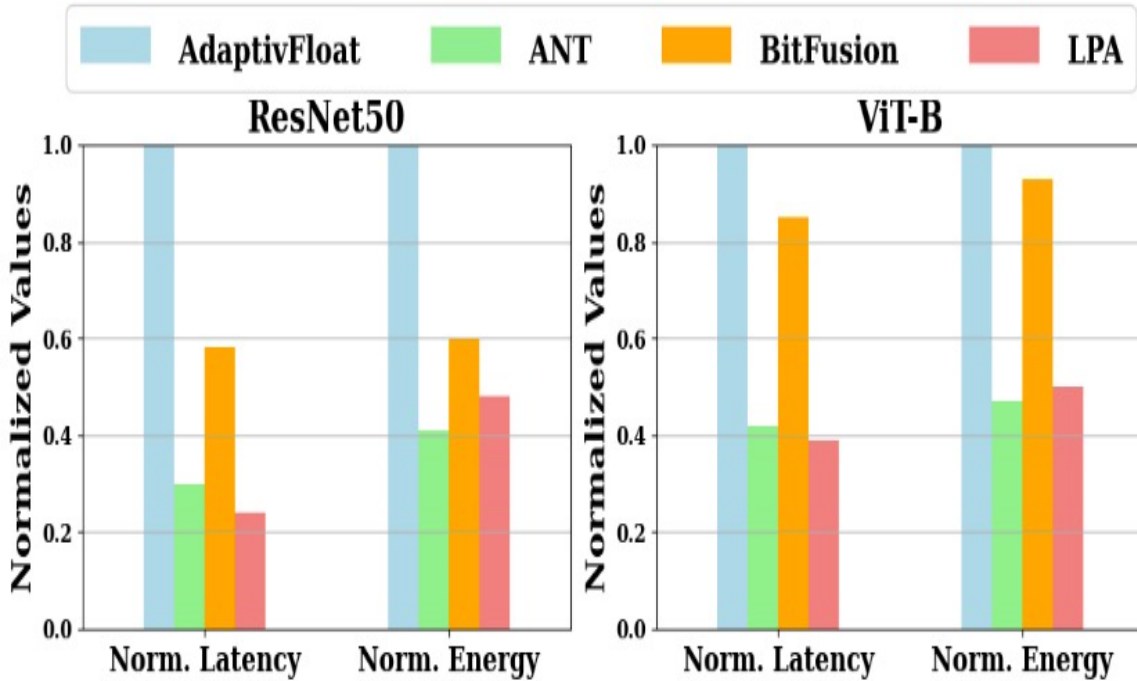 AdaptivFloat ANT BitFusion LPA
ResNet50
Normalized Values
1.0
0.8
0.6
0.4
0.2
0.0
Norm. Latency Norm. Energy
ViT-B
Normalized Values
1.0
0.8
0.6
0.4
0.2
0.0
Norm. Latency Norm. Energy